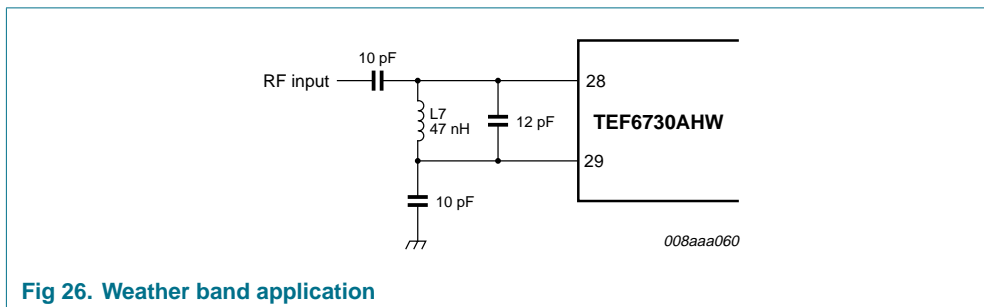 10 pF
RF input
28
L7
47 nH
12 pF
TEF6730AHW
29
10 pF
008aaa060
Fig 26. Weather band application